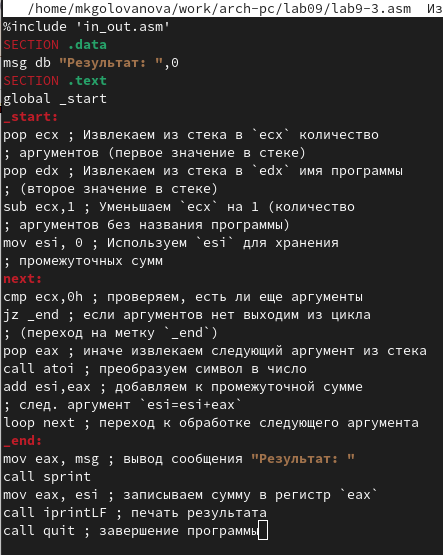 /home/mkgolovanova/work/arch-pc/lab09/lab9-3.asm Из
%include 'in_out.asm'
SECTION .data
msg db "Результат: ",0
SECTION .text
global _start
_start:
pop ecx ; Извлекаем из стека в `ecx` количество
; аргументов (первое значение в стеке)
pop edx ; Извлекаем из стека в `edx` имя программы
; (второе значение в стеке)
sub ecx,1 ; Уменьшаем `ecx` на 1 (количество
; аргументов без названия программы)
mov esi, 0 ; Используем `esi` для хранения
; промежуточных сумм
next:
cmp ecx,0h ; проверяем, есть ли еще аргументы
jz _end ; если аргументов нет выходим из цикла
; (переход на метку `_end`)
pop eax ; иначе извлекаем следующий аргумент из стека
call atoi ; преобразуем символ в число
add esi,eax ; добавляем к промежуточной сумме
; след. аргумент `esi=esi+eax`
loop next ; переход к обработке следующего аргумента
_end:
mov eax, msg ; вывод сообщения "Результат: "
call sprint
mov eax, esi ; записываем сумму в регистр `eax`
call iprintLF ; печать результата
call quit ; завершение программы